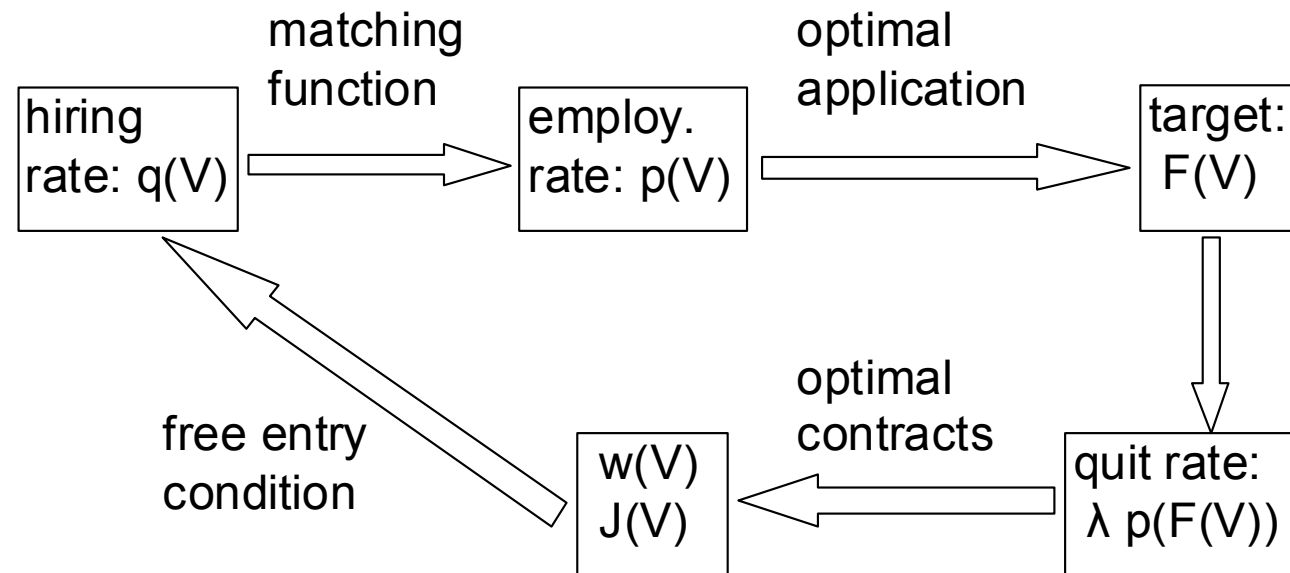 matching
function
optimal
application
hiring
rate: q(V)
employ.
rate: p(V)
target:
F(V)
free entry
condition
w(V)
J(V)
optimal
contracts
quit rate:
λ p(F(V))